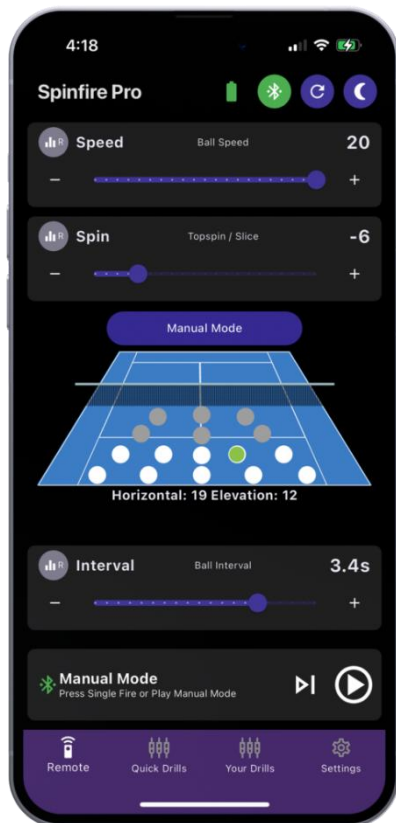 4:18
Spinfire Pro
R Speed Ball Speed 20
− +
R Spin Topspin / Slice -6
− +
Manual Mode
Horizontal: 19 Elevation: 12
R Interval Ball Interval 3.4s
− +
Manual Mode
Press Single Fire or Play Manual Mode
Remote Quick Drills Your Drills Settings